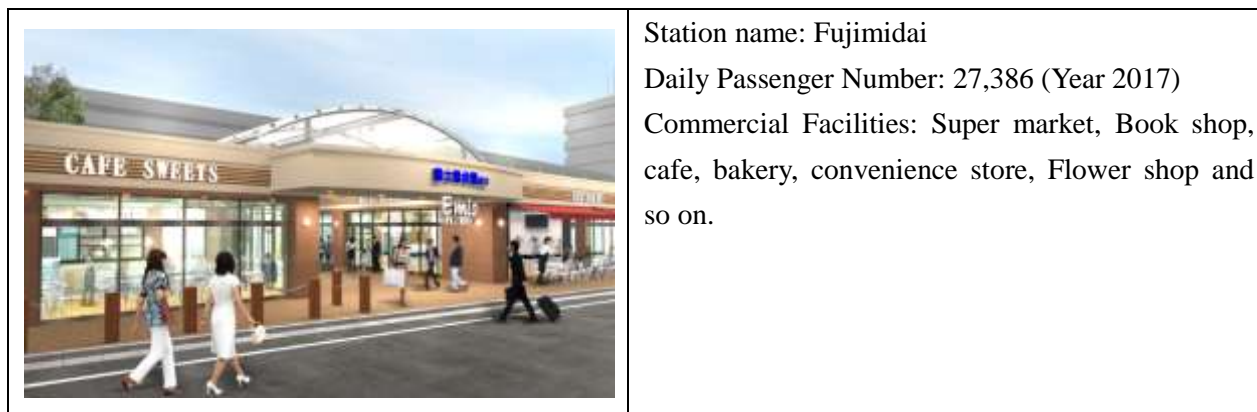 CAFE SWEETS
Emio
Station name: Fujimidai
Daily Passenger Number: 27,386 (Year 2017)
Commercial Facilities: Super market, Book shop,
cafe, bakery, convenience store, Flower shop and
so on.